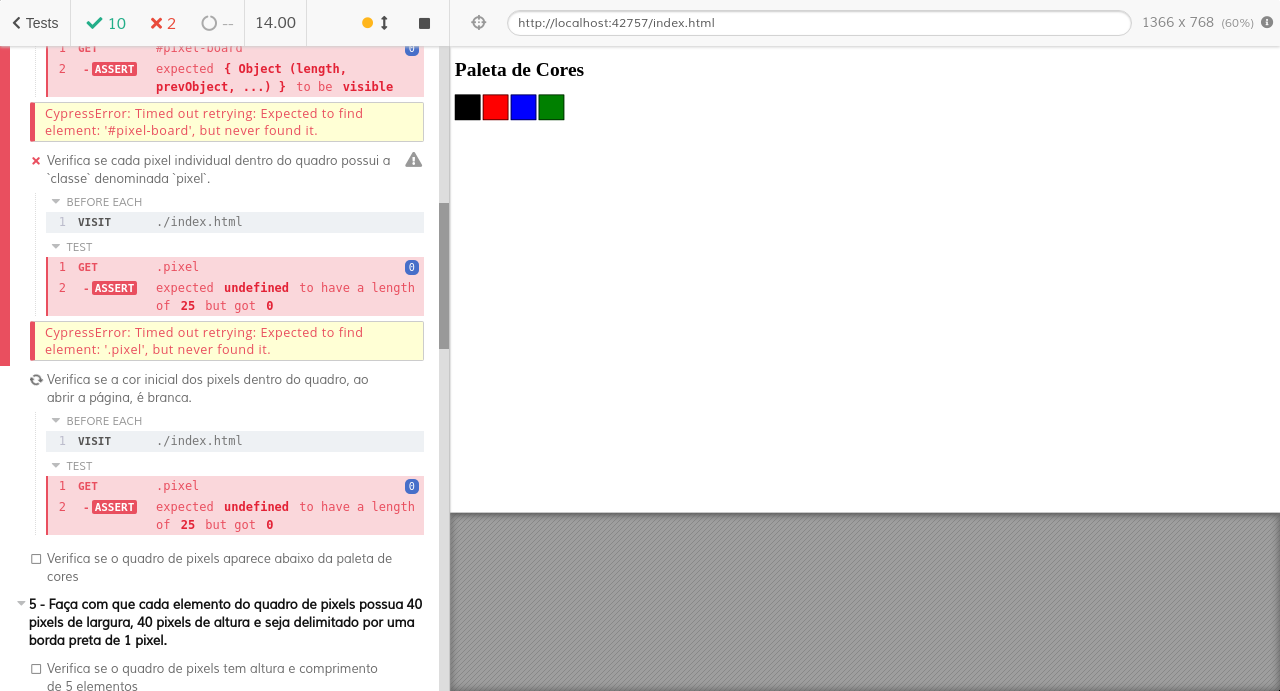 Tests 10 2 -- 14.00 http://localhost:42757/index.html 1366 x 768 (60%)
1 GET #pixel-board 0
2 - ASSERT expected { Object (length,
prevObject, ...) } to be visible
CypressError: Timed out retrying: Expected to find
element: '#pixel-board', but never found it.
Verifica se cada pixel individual dentro do quadro possui a
`classe` denominada `pixel`.
BEFORE EACH
1 VISIT ./index.html
TEST
1 GET .pixel 0
2 - ASSERT expected undefined to have a length
of 25 but got 0
CypressError: Timed out retrying: Expected to find
element: '.pixel', but never found it.
Verifica se a cor inicial dos pixels dentro do quadro, ao
abrir a página, é branca.
BEFORE EACH
1 VISIT ./index.html
TEST
1 GET .pixel 0
2 - ASSERT expected undefined to have a length
of 25 but got 0
Verifica se o quadro de pixels aparece abaixo da paleta de
cores
5 - Faça com que cada elemento do quadro de pixels possua 40
pixels de largura, 40 pixels de altura e seja delimitado por uma
borda preta de 1 pixel.
Verifica se o quadro de pixels tem altura e comprimento
de 5 elementos
Paleta de Cores